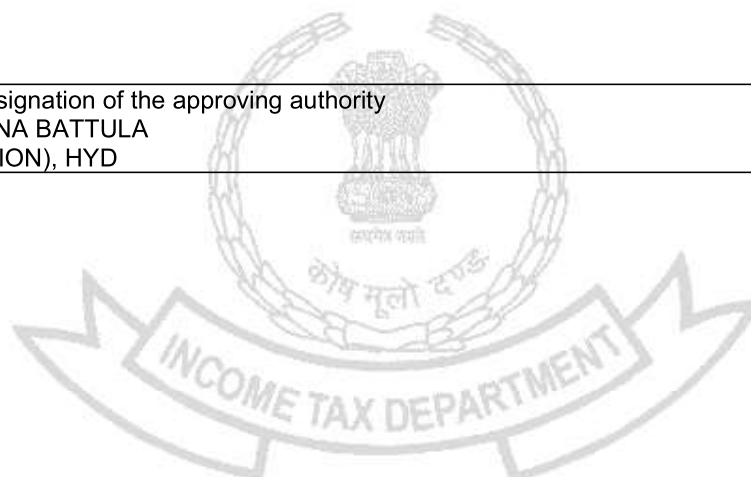 signation of the approving authority
NA BATTULA
ION), HYD
सत्यमेव जयते
कोष मूलो दण्डः
INCOME TAX DEPARTMENT